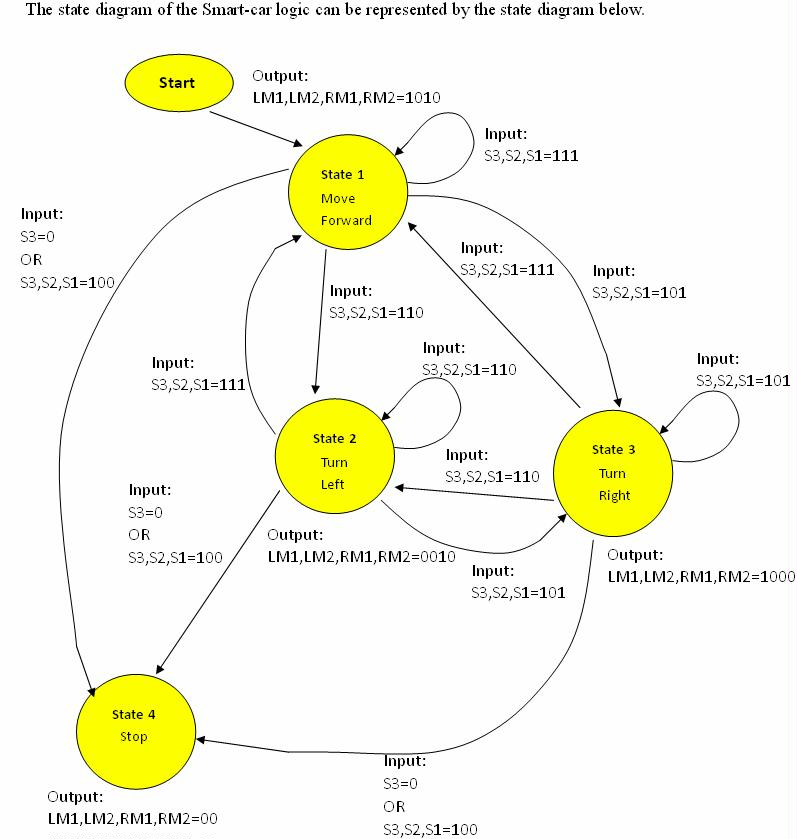 The state diagram of the Smart-car logic can be represented by the state diagram below.
Start
Output:
LM1,LM2,RM1,RM2=1010
Input:
S3,S2,S1=111
State 1
Move
Forward
Input:
S3=0
OR
S3,S2,S1=100
Input:
S3,S2,S1=111
Input:
S3,S2,S1=101
Input:
S3,S2,S1=110
Input:
S3,S2,S1=111
Input:
S3,S2,S1=110
Input:
S3,S2,S1=101
State 2
Turn
Left
State 3
Turn
Right
Input:
S3,S2,S1=110
Input:
S3=0
OR
S3,S2,S1=100
Output:
LM1,LM2,RM1,RM2=0010
Input:
S3,S2,S1=101
Output:
LM1,LM2,RM1,RM2=1000
State 4
Stop
Output:
LM1,LM2,RM1,RM2=00
Input:
S3=0
OR
S3,S2,S1=100